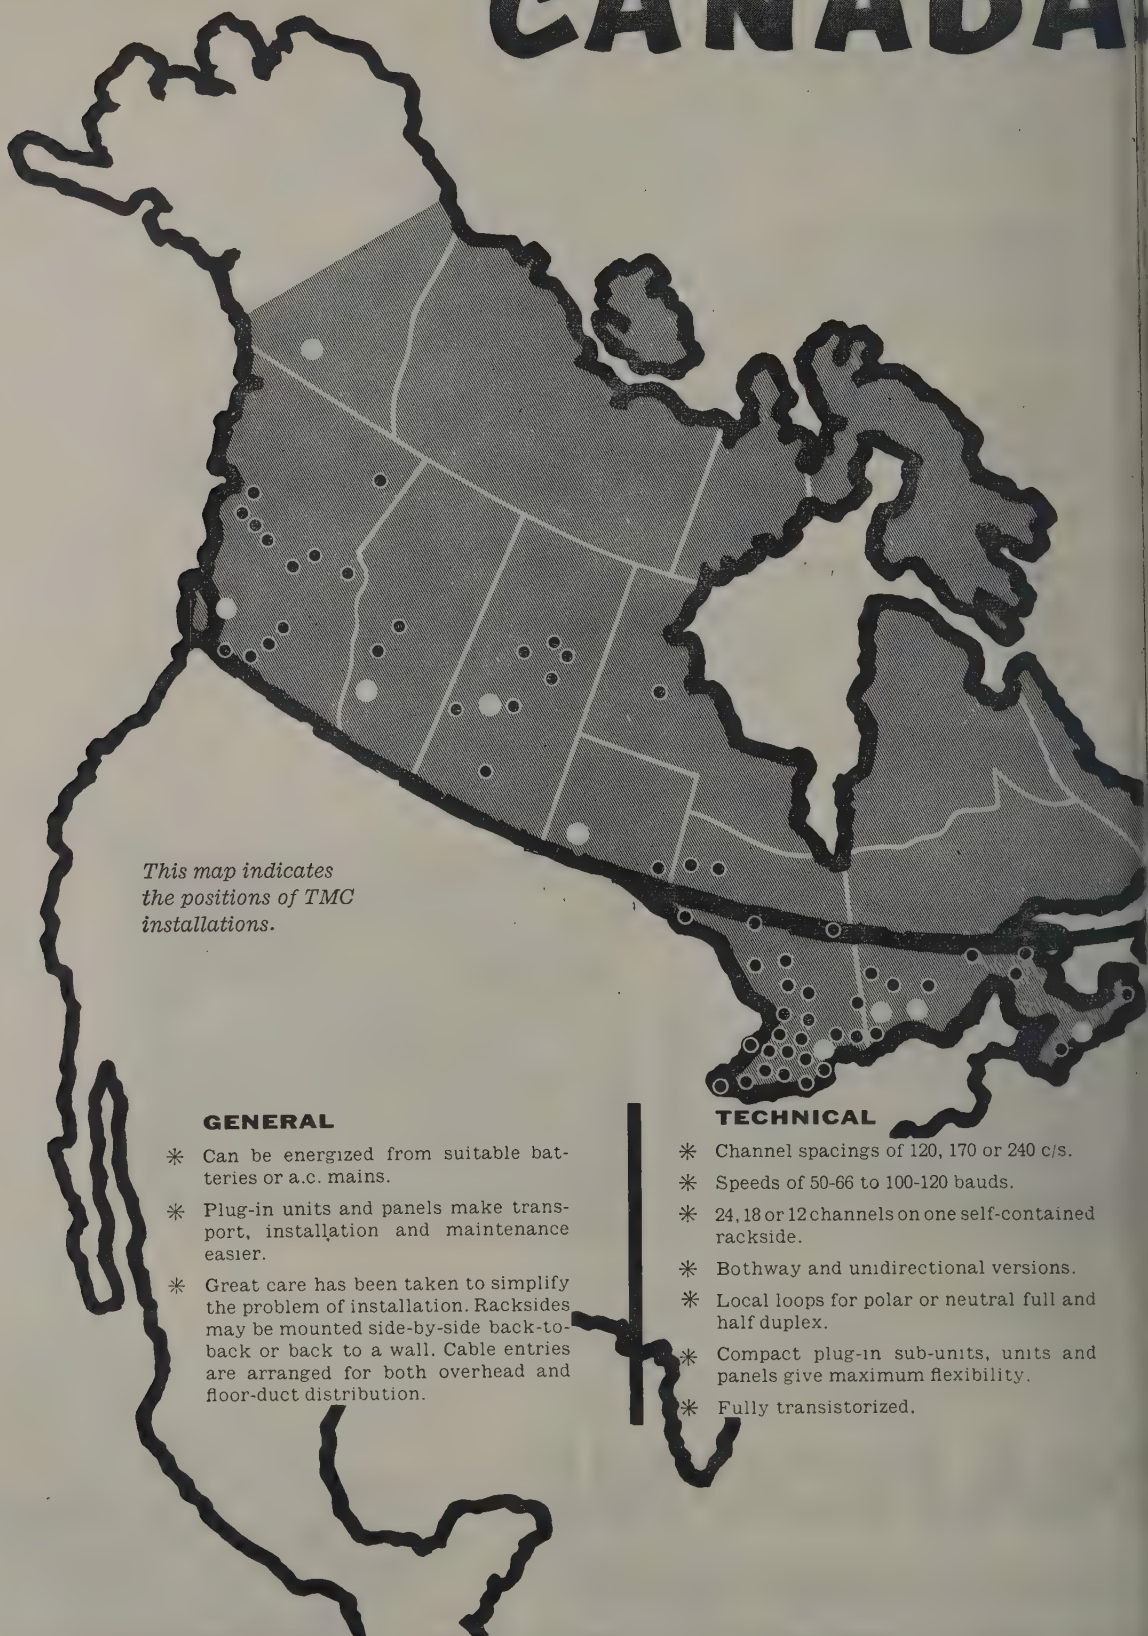 CANADA
This map indicates
the positions of TMC
installations.
GENERAL
✳ Can be energized from suitable bat-
teries or a.c. mains.
✳ Plug-in units and panels make trans-
port, installation and maintenance
easier.
✳ Great care has been taken to simplify
the problem of installation. Racksides
may be mounted side-by-side back-to-
back or back to a wall. Cable entries
are arranged for both overhead and
floor-duct distribution.
TECHNICAL
✳ Channel spacings of 120, 170 or 240 c/s.
✳ Speeds of 50-66 to 100-120 bauds.
✳ 24, 18 or 12 channels on one self-contained
rackside.
✳ Bothway and unidirectional versions.
✳ Local loops for polar or neutral full and
half duplex.
✳ Compact plug-in sub-units, units and
panels give maximum flexibility.
✳ Fully transistorized.